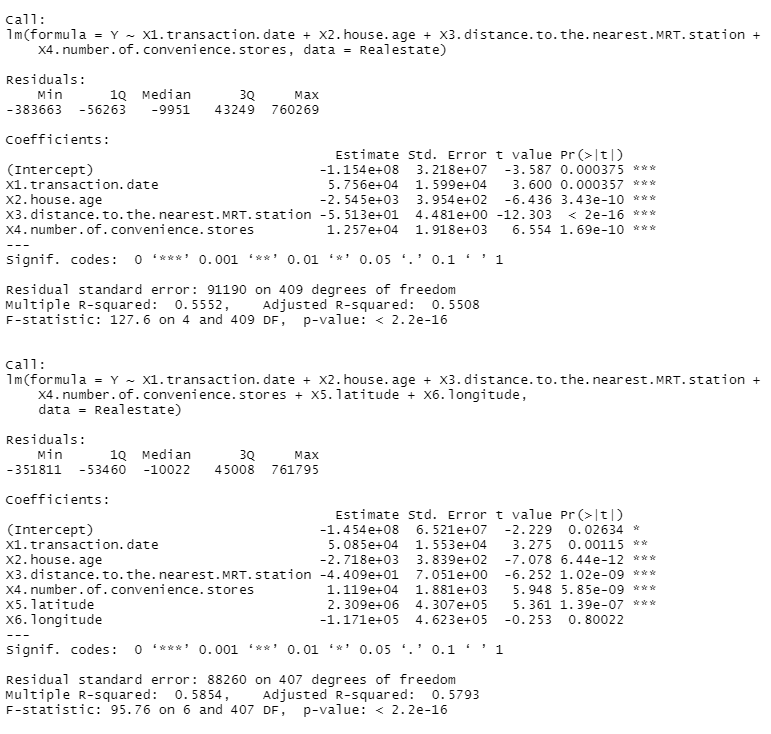 Call:
lm(formula = Y ~ X1.transaction.date + X2.house.age + X3.distance.to.the.nearest.MRT.station +
    X4.number.of.convenience.stores, data = Realestate)

Residuals:
    Min      1Q  Median      3Q     Max
-383663  -56263   -9951   43249  760269

Coefficients:
                                         Estimate Std. Error t value Pr(>|t|)
(Intercept)                            -1.154e+08  3.218e+07  -3.587 0.000375 ***
X1.transaction.date                     5.756e+04  1.599e+04   3.600 0.000357 ***
X2.house.age                           -2.545e+03  3.954e+02  -6.436 3.43e-10 ***
X3.distance.to.the.nearest.MRT.station -5.513e+01  4.481e+00 -12.303  < 2e-16 ***
X4.number.of.convenience.stores         1.257e+04  1.918e+03   6.554 1.69e-10 ***
---
Signif. codes:  0 ‘***’ 0.001 ‘**’ 0.01 ‘*’ 0.05 ‘.’ 0.1 ‘ ’ 1

Residual standard error: 91190 on 409 degrees of freedom
Multiple R-squared:  0.5552,    Adjusted R-squared:  0.5508
F-statistic: 127.6 on 4 and 409 DF,  p-value: < 2.2e-16

Call:
lm(formula = Y ~ X1.transaction.date + X2.house.age + X3.distance.to.the.nearest.MRT.station +
    X4.number.of.convenience.stores + X5.latitude + X6.longitude,
    data = Realestate)

Residuals:
    Min      1Q  Median      3Q     Max
-351811  -53460  -10022   45008  761795

Coefficients:
                                         Estimate Std. Error t value Pr(>|t|)
(Intercept)                            -1.454e+08  6.521e+07  -2.229  0.02634 *
X1.transaction.date                     5.085e+04  1.553e+04   3.275  0.00115 **
X2.house.age                           -2.718e+03  3.839e+02  -7.078 6.44e-12 ***
X3.distance.to.the.nearest.MRT.station -4.409e+01  7.051e+00  -6.252 1.02e-09 ***
X4.number.of.convenience.stores         1.119e+04  1.881e+03   5.948 5.85e-09 ***
X5.latitude                             2.309e+06  4.307e+05   5.361 1.39e-07 ***
X6.longitude                           -1.171e+05  4.623e+05  -0.253  0.80022
---
Signif. codes:  0 ‘***’ 0.001 ‘**’ 0.01 ‘*’ 0.05 ‘.’ 0.1 ‘ ’ 1

Residual standard error: 88260 on 407 degrees of freedom
Multiple R-squared:  0.5854,    Adjusted R-squared:  0.5793
F-statistic: 95.76 on 6 and 407 DF,  p-value: < 2.2e-16